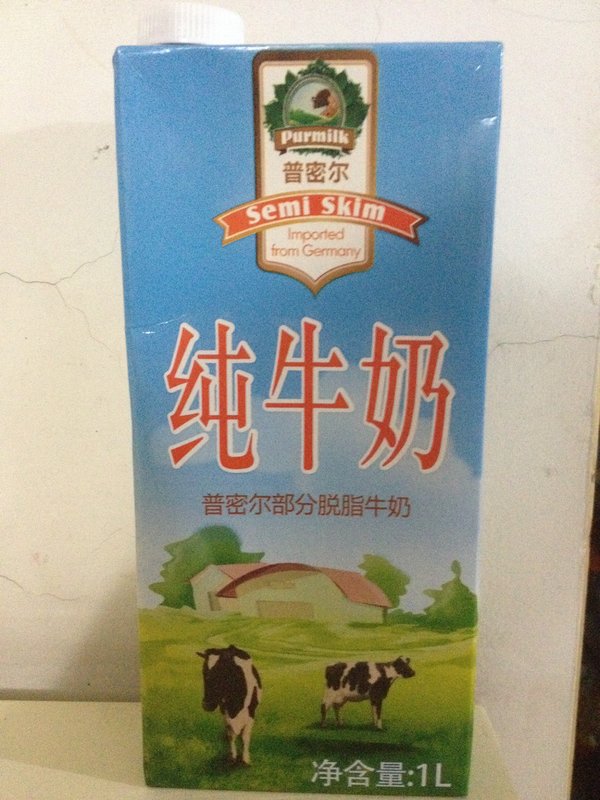 Purmilk
普密尔
Semi Skim
Imported
from Germany
纯牛奶
普密尔部分脱脂牛奶
净含量:1L